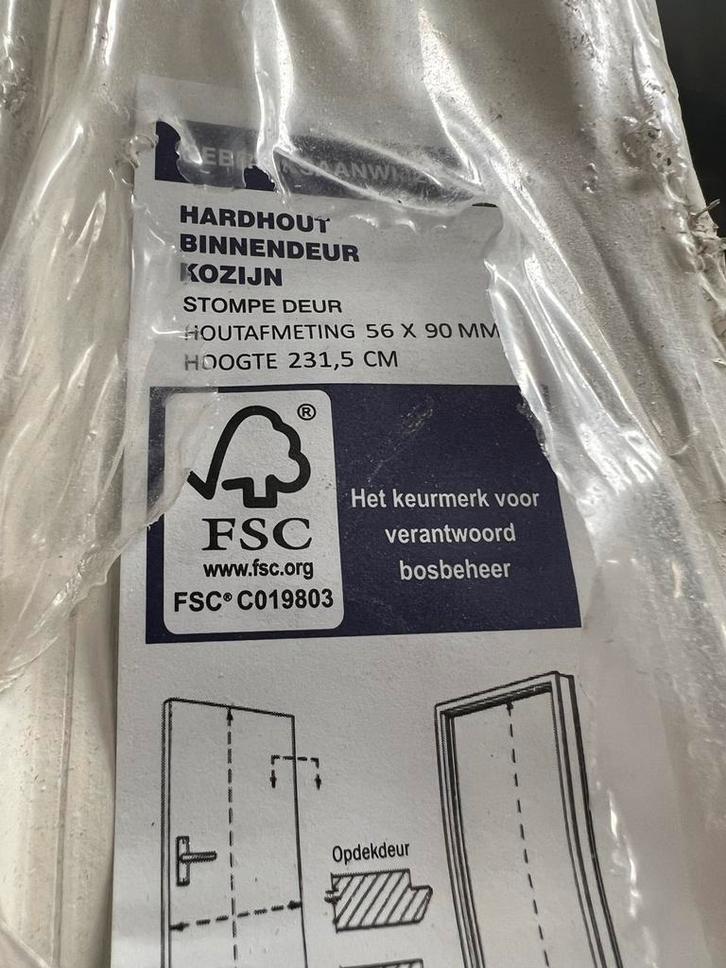 HARDHOUT
BINNENDEUR
KOZIJN
STOMPE DEUR
HOUTAFMETING 56 X 90 MM
HOOGTE 231,5 CM
®
FSC
www.fsc.org
FSC® C019803
Het keurmerk voor
verantwoord
bosbeheer
Opdekdeur